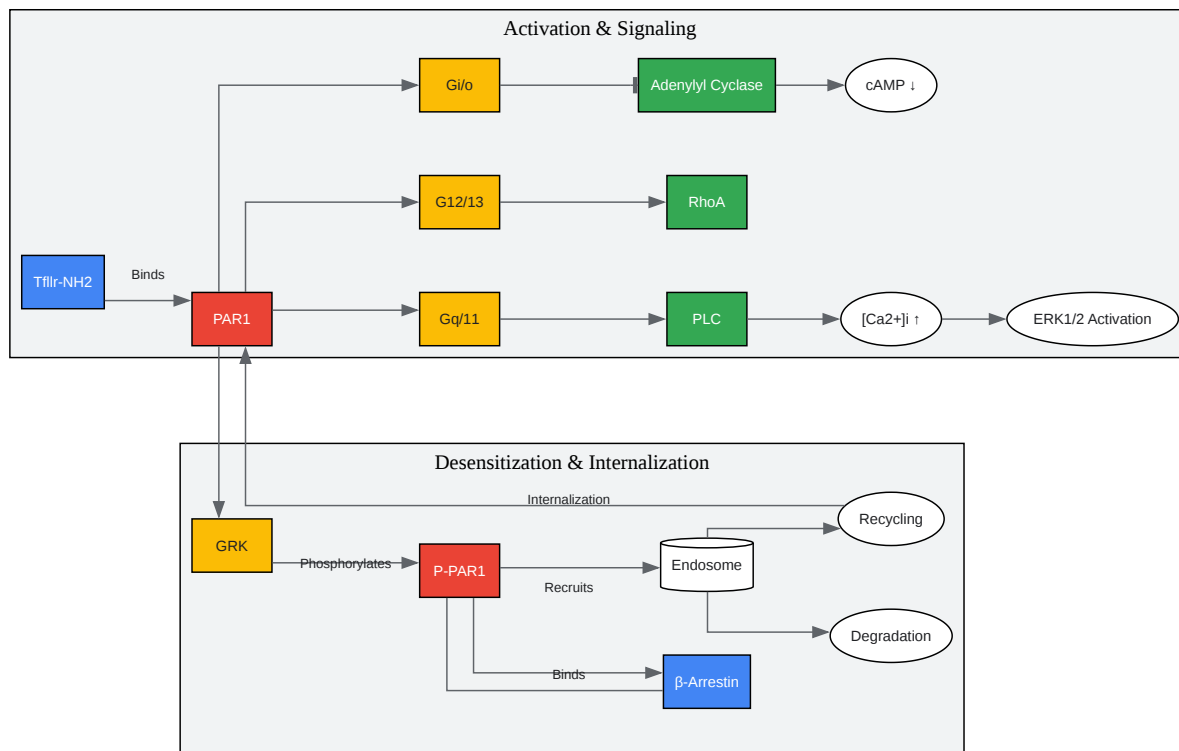 Activation & Signaling
Gi/o
Adenylyl Cyclase
cAMP ↓
G12/13
RhoA
Tfllr-NH2
Binds
PAR1
Gq/11
PLC
[Ca2+]i ↑
ERK1/2 Activation
Desensitization & Internalization
Internalization
Recycling
GRK
Phosphorylates
P-PAR1
Recruits
Endosome
Degradation
Binds
β-Arrestin